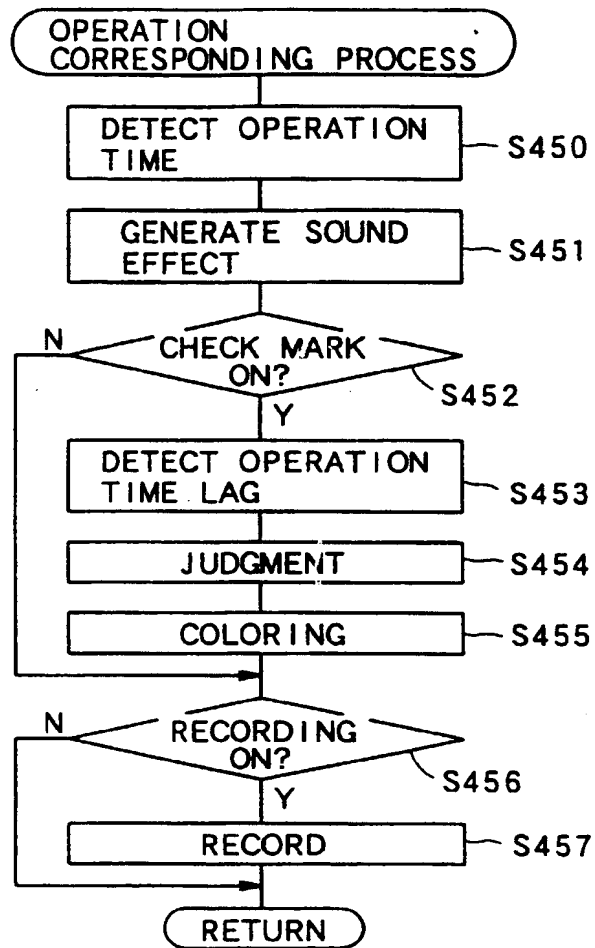 OPERATION
CORRESPONDING PROCESS
DETECT OPERATION
TIME
S450
GENERATE SOUND
EFFECT
S451
N
CHECK MARK
ON?
S452
Y
DETECT OPERATION
TIME LAG
S453
JUDGMENT
S454
COLORING
S455
N
RECORDING
ON?
S456
Y
RECORD
S457
RETURN